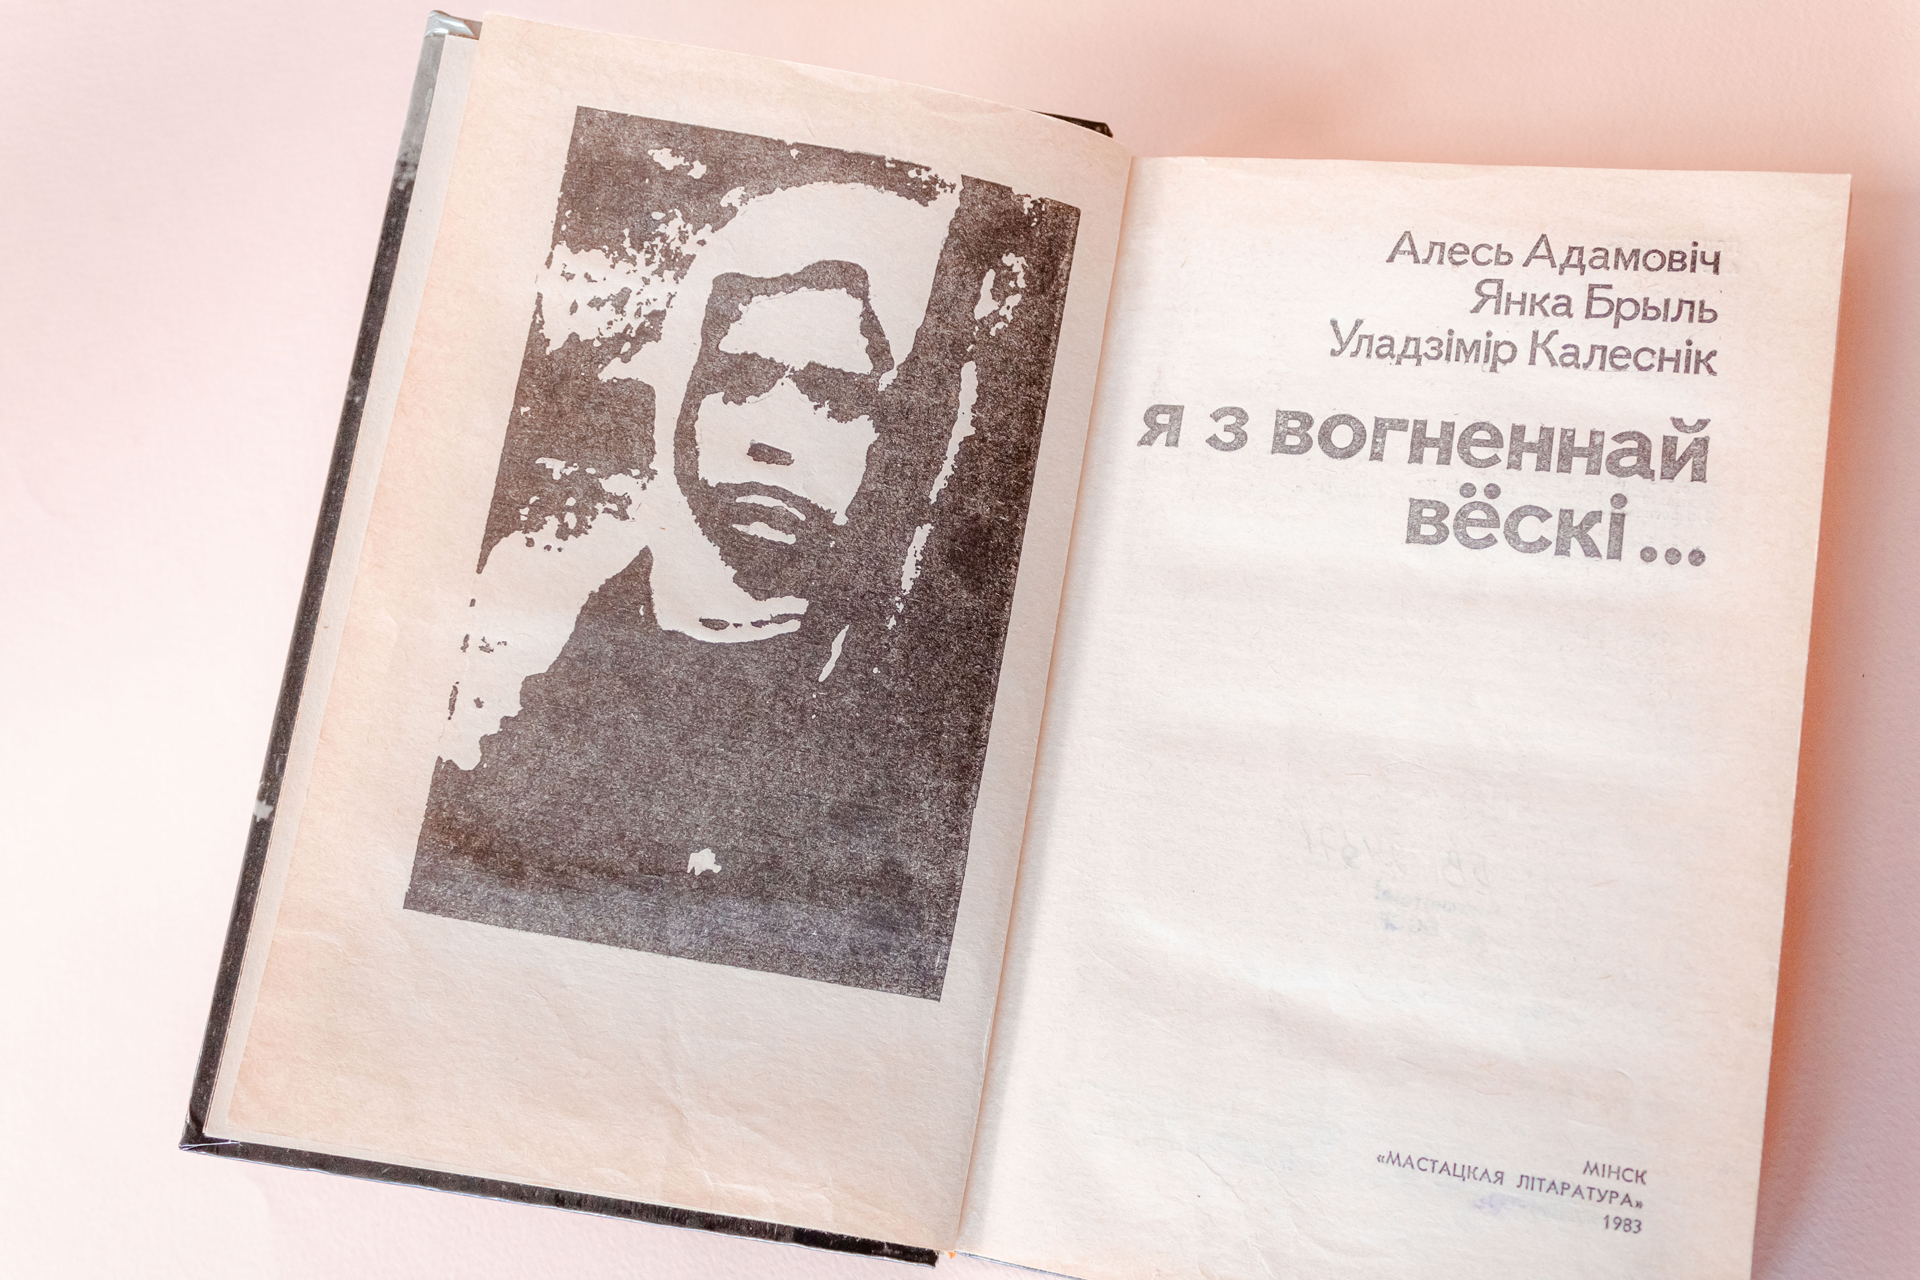 Алесь Адамовіч
Янка Брыль
Уладзімір Калеснік
я з вогненнай
вёскі...
МІНСК
«МАСТАЦКАЯ ЛІТАРАТУРА»
1983